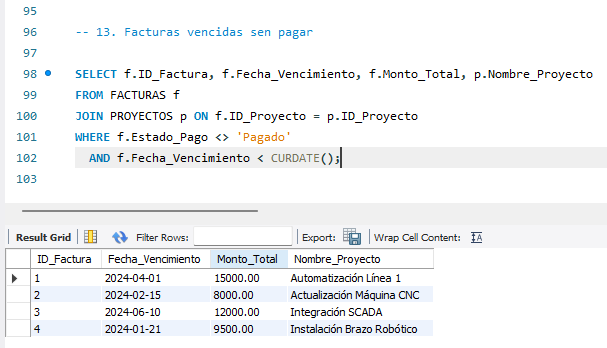 95
96 -- 13. Facturas vencidas sen pagar
97
98 SELECT f.ID_Factura, f.Fecha_Vencimiento, f.Monto_Total, p.Nombre_Proyecto
99 FROM FACTURAS f
100 JOIN PROYECTOS p ON f.ID_Proyecto = p.ID_Proyecto
101 WHERE f.Estado_Pago <> 'Pagado'
102 AND f.Fecha_Vencimiento < CURDATE();
103
Result Grid Filter Rows: Export: Wrap Cell Content:
ID_Factura Fecha_Vencimiento Monto_Total Nombre_Proyecto
1 2024-04-01 15000.00 Automatización Línea 1
2 2024-02-15 8000.00 Actualización Máquina CNC
3 2024-06-10 12000.00 Integración SCADA
4 2024-01-21 9500.00 Instalación Brazo Robótico